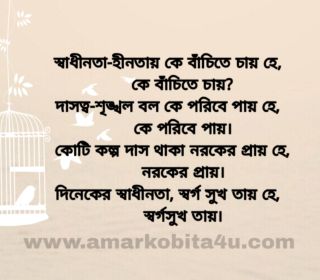 স্বাধীনতা-হীনতায় কে বাঁচিতে চায় হে,
কে বাঁচিতে চায়?
দাসত্ব-শৃঙ্খল বল কে পরিবে পায় হে,
কে পরিবে পায়।
কোটি কল্প দাস থাকা নরকের প্রায় হে,
নরকের প্রায়।
দিনেকের স্বাধীনতা, স্বর্গ সুখ তায় হে,
স্বর্গসুখ তায়।
www.amarkobita4u.com